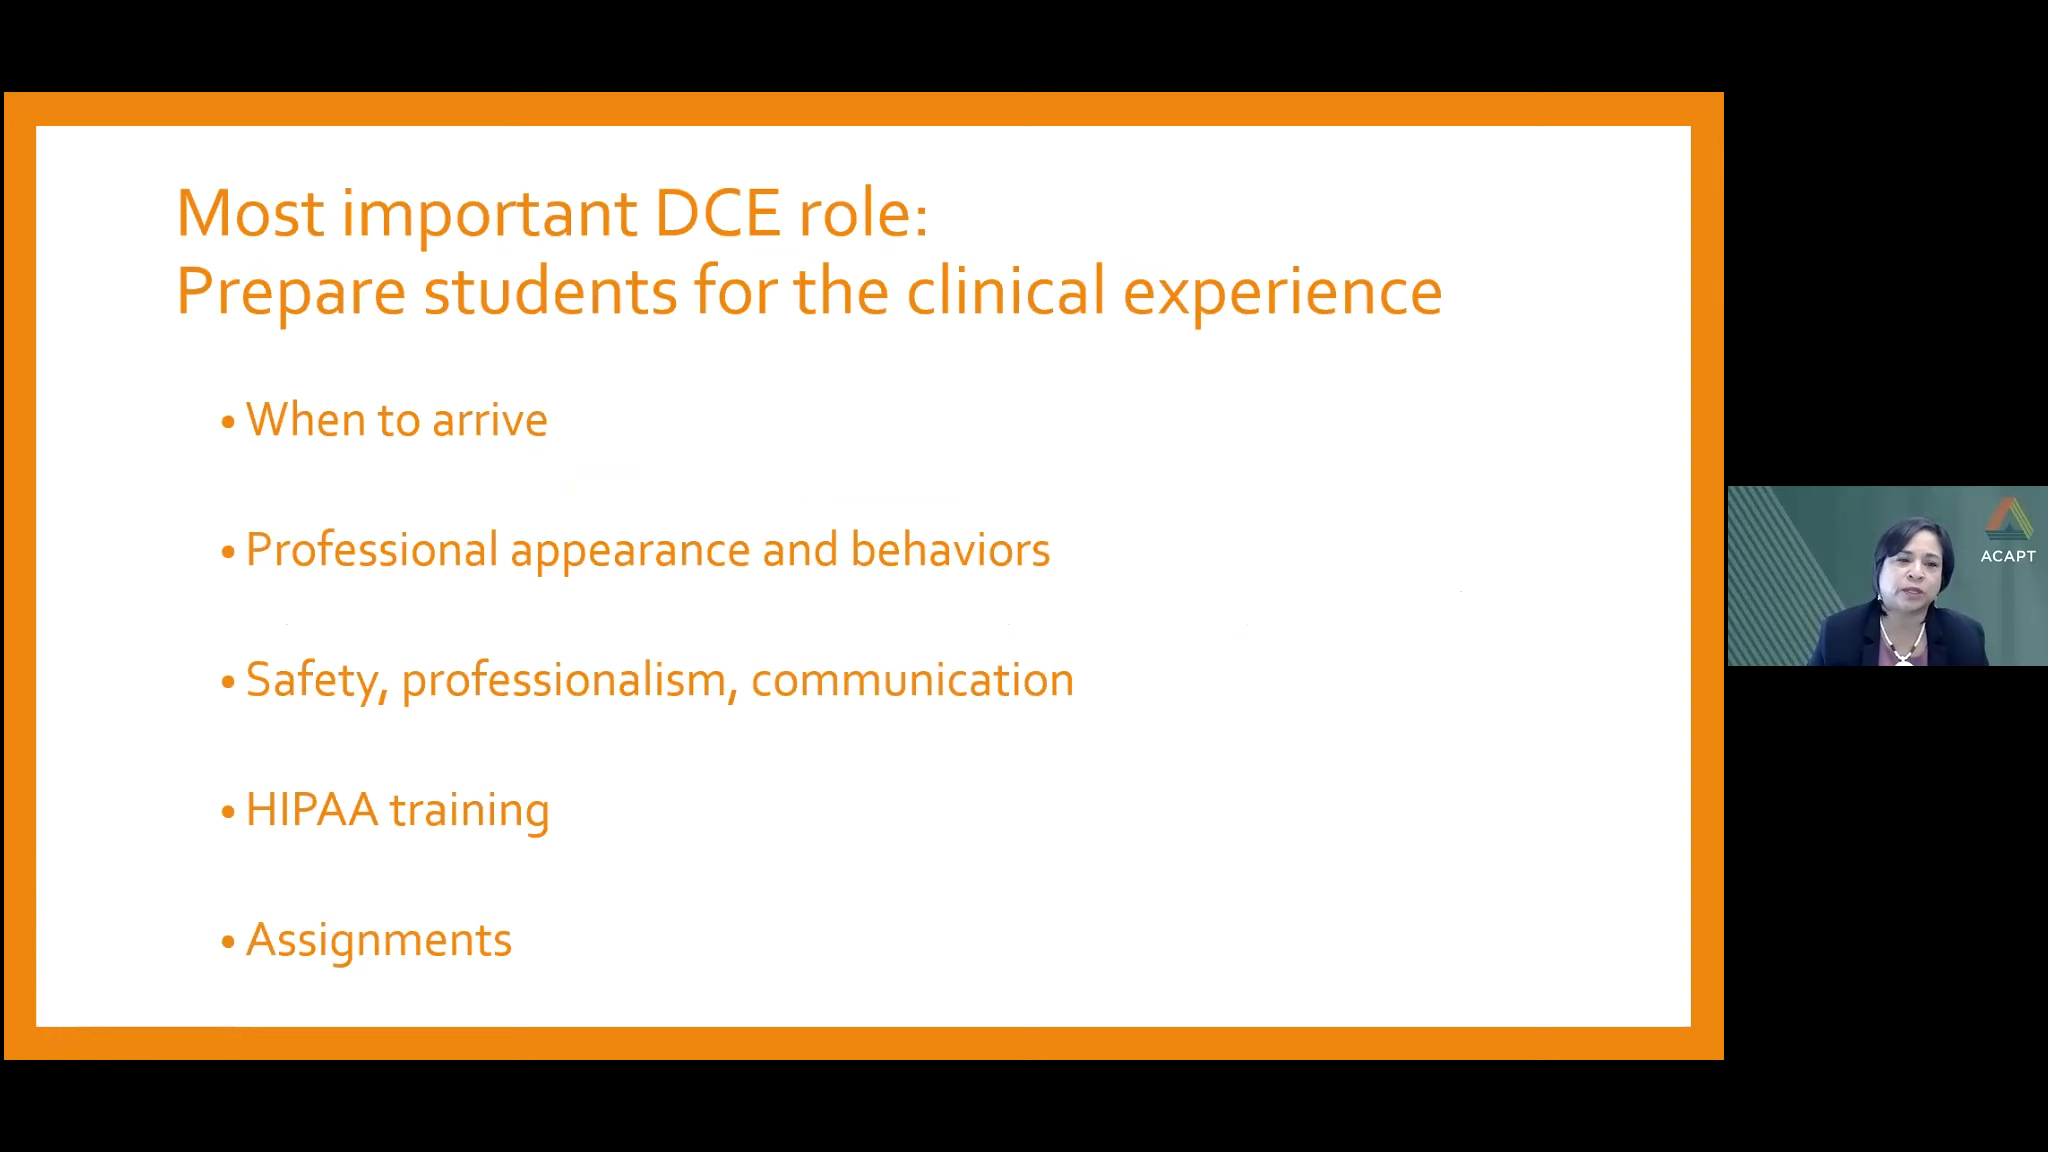 Most important DCE role:
Prepare students for the clinical experience
• When to arrive
• Professional appearance and behaviors
• Safety, professionalism, communication
• HIPAA training
• Assignments
ACAPT